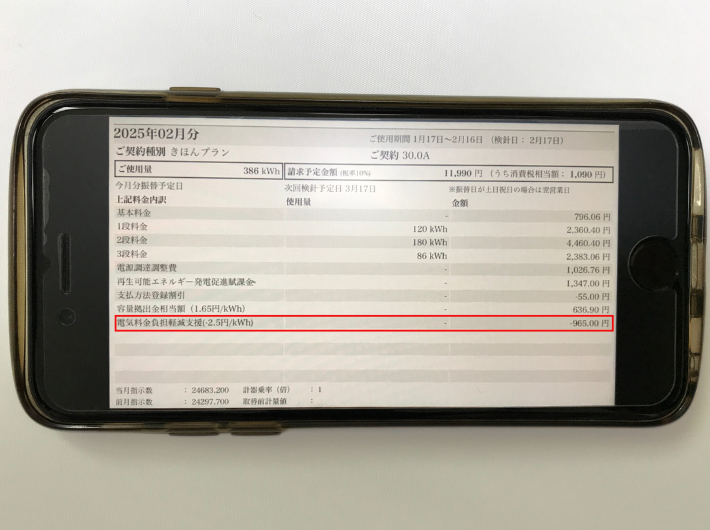 2025年02月分
ご使用期間 1月17日～2月16日 （検針日： 2月17日）
ご契約種別 きほんプラン ご契約 30.0A
ご使用量 386 kWh 請求予定金額 (税率10%) 11,990 円 （うち消費税相当額： 1,090 円）
今月分振替予定日 次回検針予定日 3月17日 ※振替日が土日祝日の場合は翌営業日
上記料金内訳 使用量 金額
基本料金 - 796.06 円
1段料金 120 kWh 2,360.40 円
2段料金 180 kWh 4,460.40 円
3段料金 86 kWh 2,383.06 円
電源調達調整費 - 1,026.76 円
再生可能エネルギー発電促進賦課金 - 1,347.00 円
支払方法登録割引 - -55.00 円
容量拠出金相当額（1.65円/kWh） - 636.90 円
電気料金負担軽減支援(-2.5円/kWh) - -965.00 円
当月指示数 ：24683.200 計器乗率（倍） ：1
前月指示数 ：24297.700 取替前計量値 ：